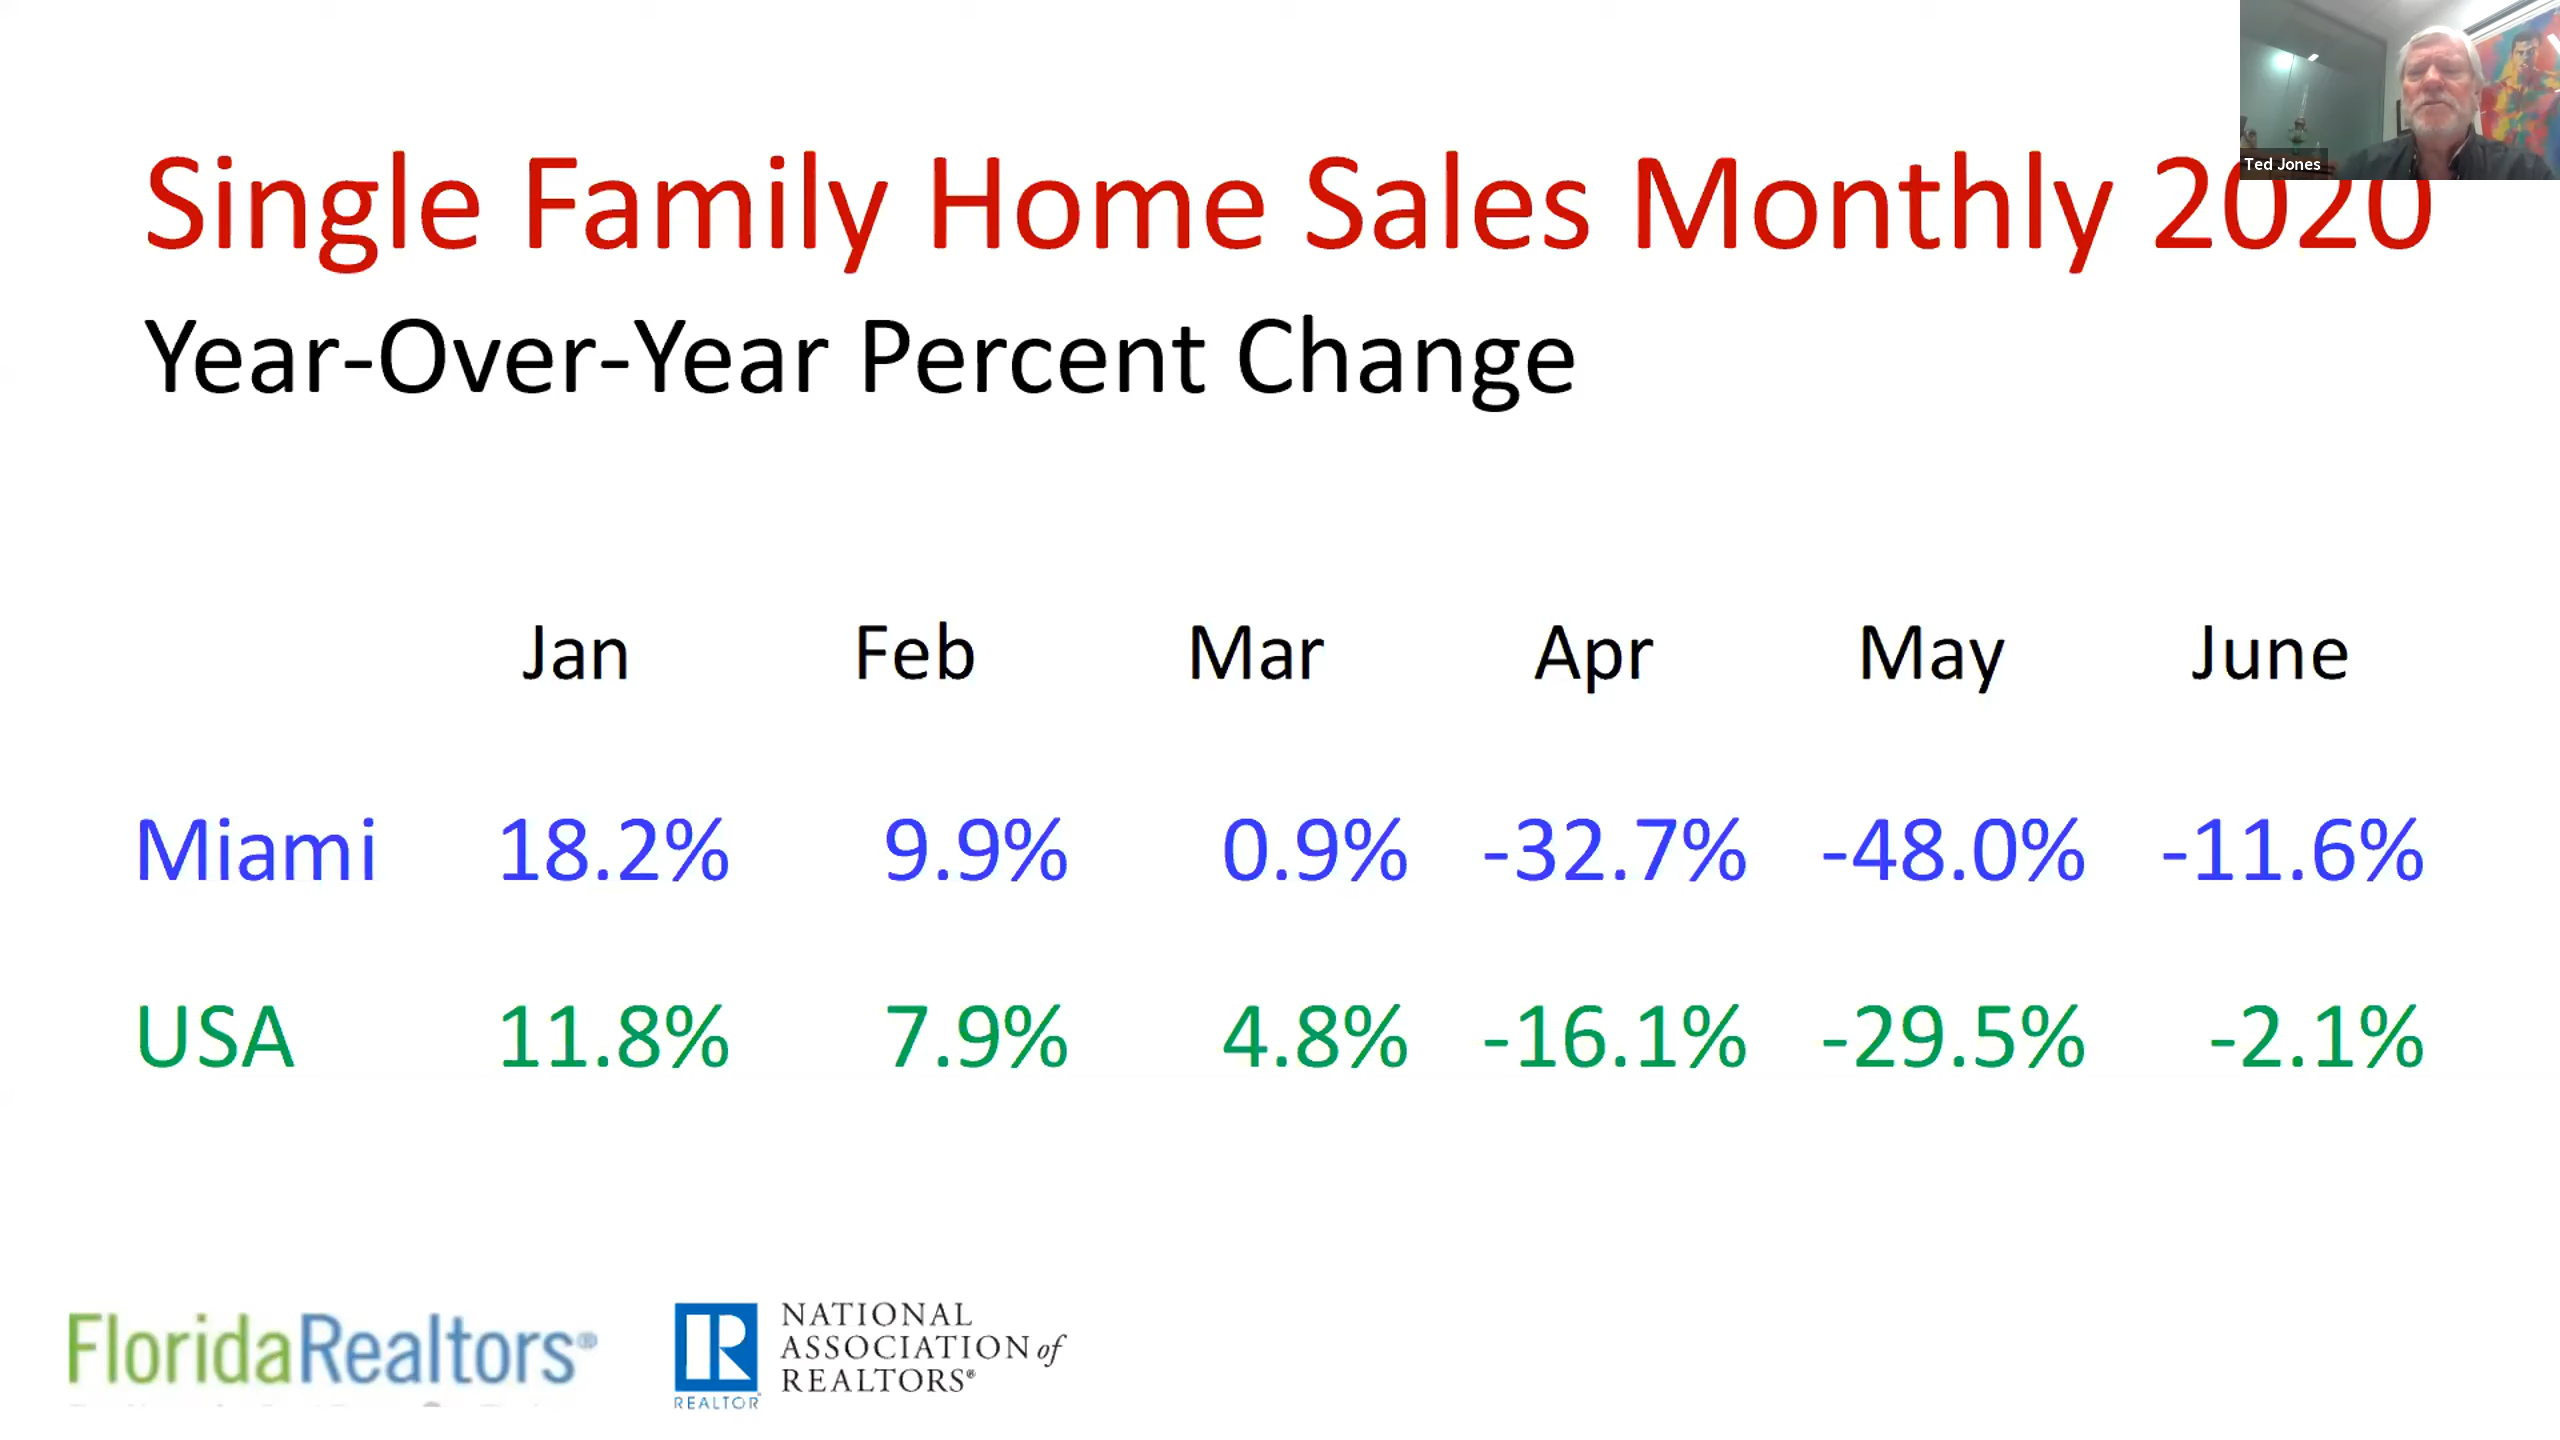 Ted Jones
Single Family Home Sales Monthly 2020
Year-Over-Year Percent Change
Jan Feb Mar Apr May June
Miami 18.2% 9.9% 0.9% -32.7% -48.0% -11.6%
USA 11.8% 7.9% 4.8% -16.1% -29.5% -2.1%
FloridaRealtors®
NATIONAL
ASSOCIATION of
REALTORS®
REALTOR®